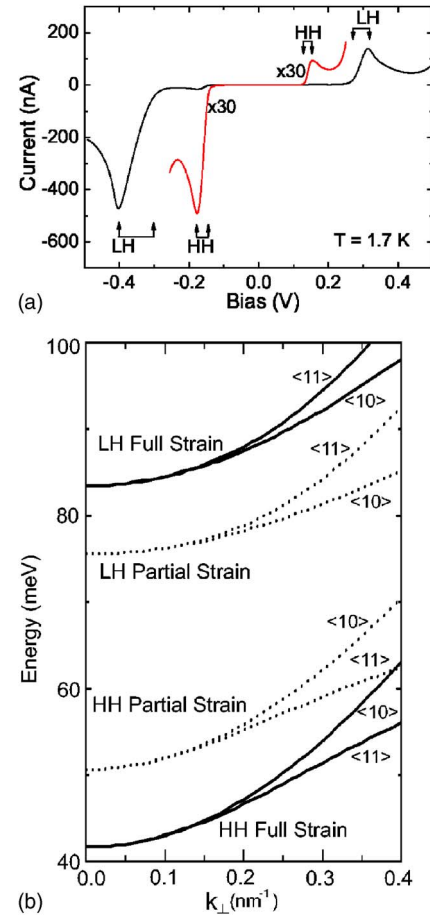 200
0
-200
-400
-600
Current (nA)
HH
LH
x30
x30
LH
HH
T = 1.7 K
-0.4
-0.2
0.0
0.2
0.4
(a)
Bias (V)
100
80
60
40
Energy (meV)
<11>
<10>
LH Full Strain
<11>
<10>
LH Partial Strain
<10>
<11>
HH Partial Strain
<10>
<11>
HH Full Strain
0.0
0.1
0.2
0.3
0.4
(b)
k⊥(nm⁻¹)